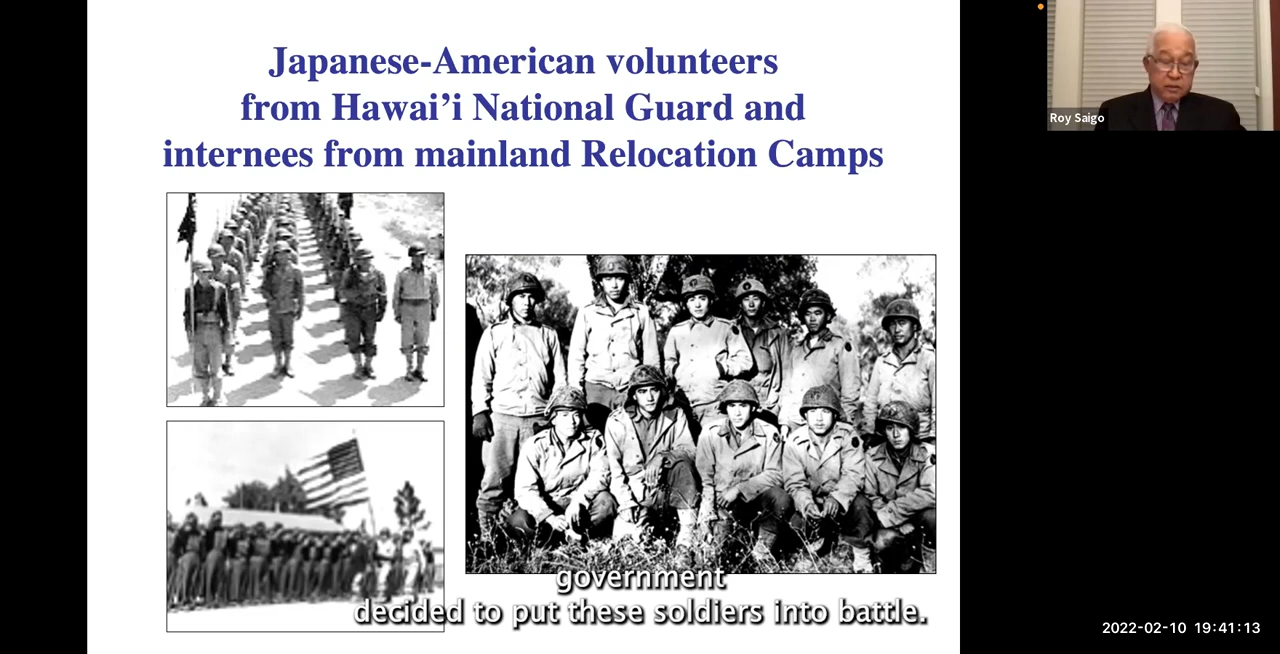 Japanese-American volunteers
from Hawai’i National Guard and
internees from mainland Relocation Camps
Roy Saigo
government
decided to put these soldiers into battle.
2022-02-10 19:41:13